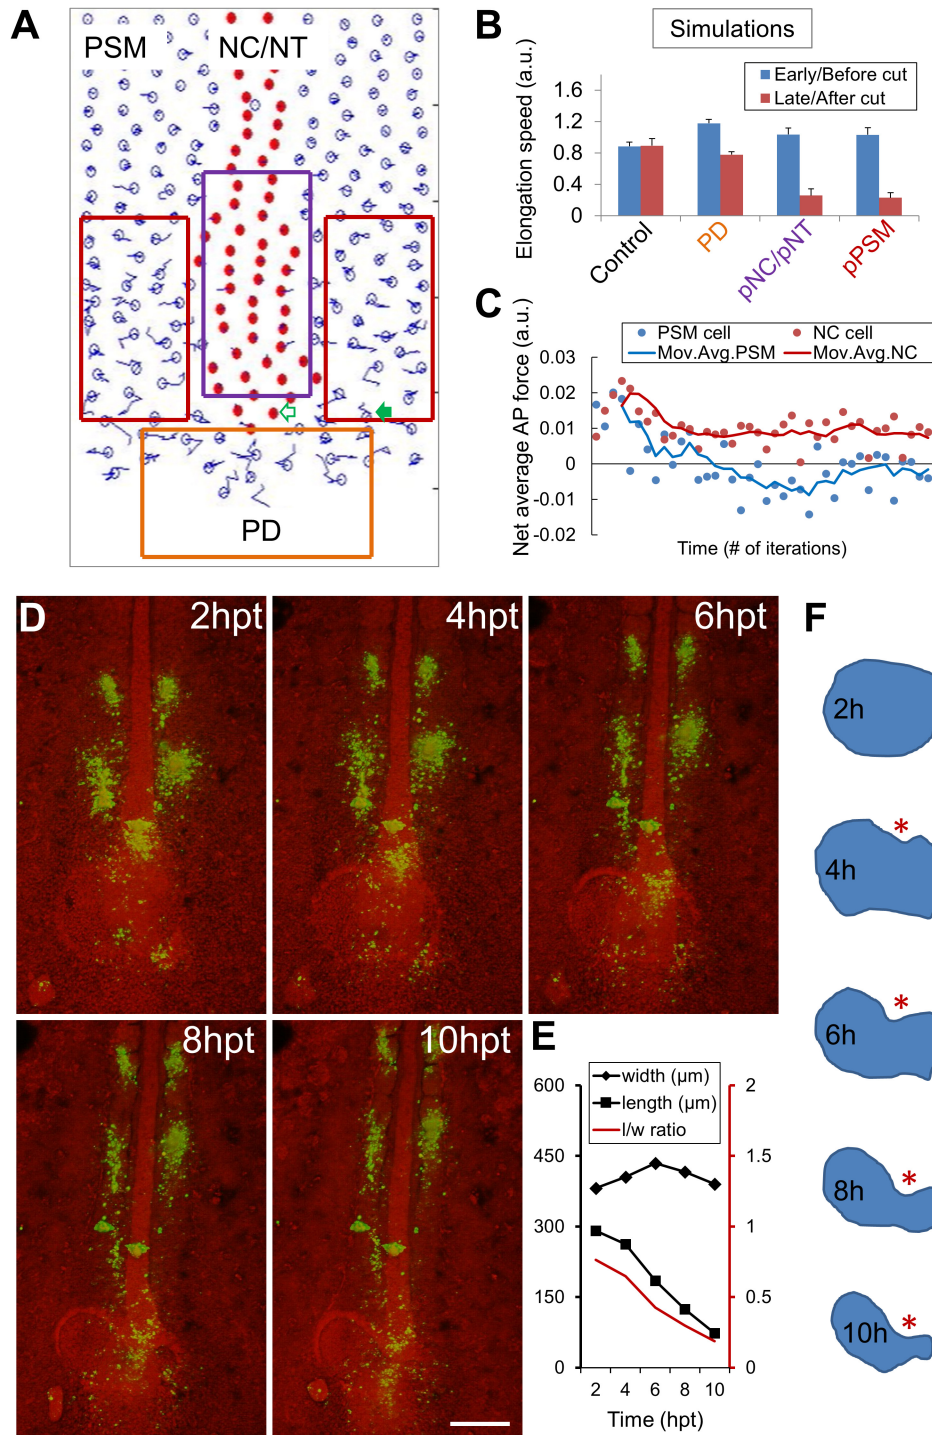 A
PSM
NC/NT
PD
B
Simulations
Elongation speed (a.u.)
Early/Before cut
Late/After cut
1.6
1.2
0.8
0.4
0
Control
PD
pNC/pNT
pPSM
C
PSM cell
NC cell
Mov.Avg.PSM
Mov.Avg.NC
Net average AP force (a.u.)
0.03
0.02
0.01
0
-0.01
-0.02
Time (# of iterations)
D
2hpt
4hpt
6hpt
8hpt
10hpt
E
width (µm)
length (µm)
l/w ratio
600
450
300
150
0
2
1.5
1
0.5
0
2 4 6 8 10
Time (hpt)
F
2h
*
4h
*
6h
*
8h
*
10h